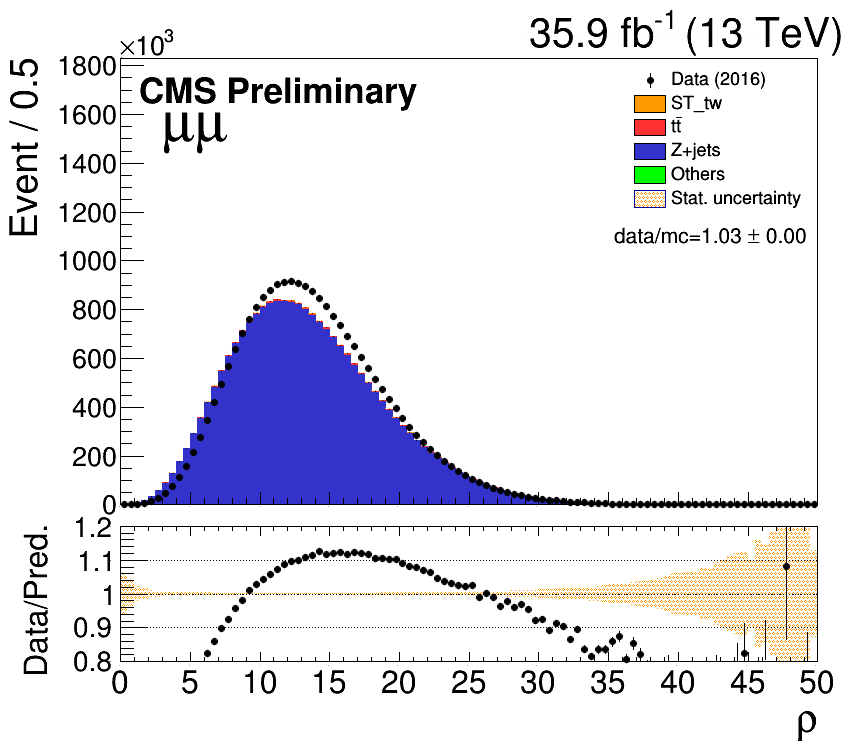 35.9 fb⁻¹ (13 TeV)
×10³
Event / 0.5
1800
1600
1400
1200
1000
800
600
400
200
0
CMS Preliminary
μμ
Data (2016)
ST_tw
tt̄
Z+jets
Others
Stat. uncertainty
data/mc=1.03 ± 0.00
Data/Pred.
1.2
1.1
1
0.9
0.8
0 5 10 15 20 25 30 35 40 45 50
ρ